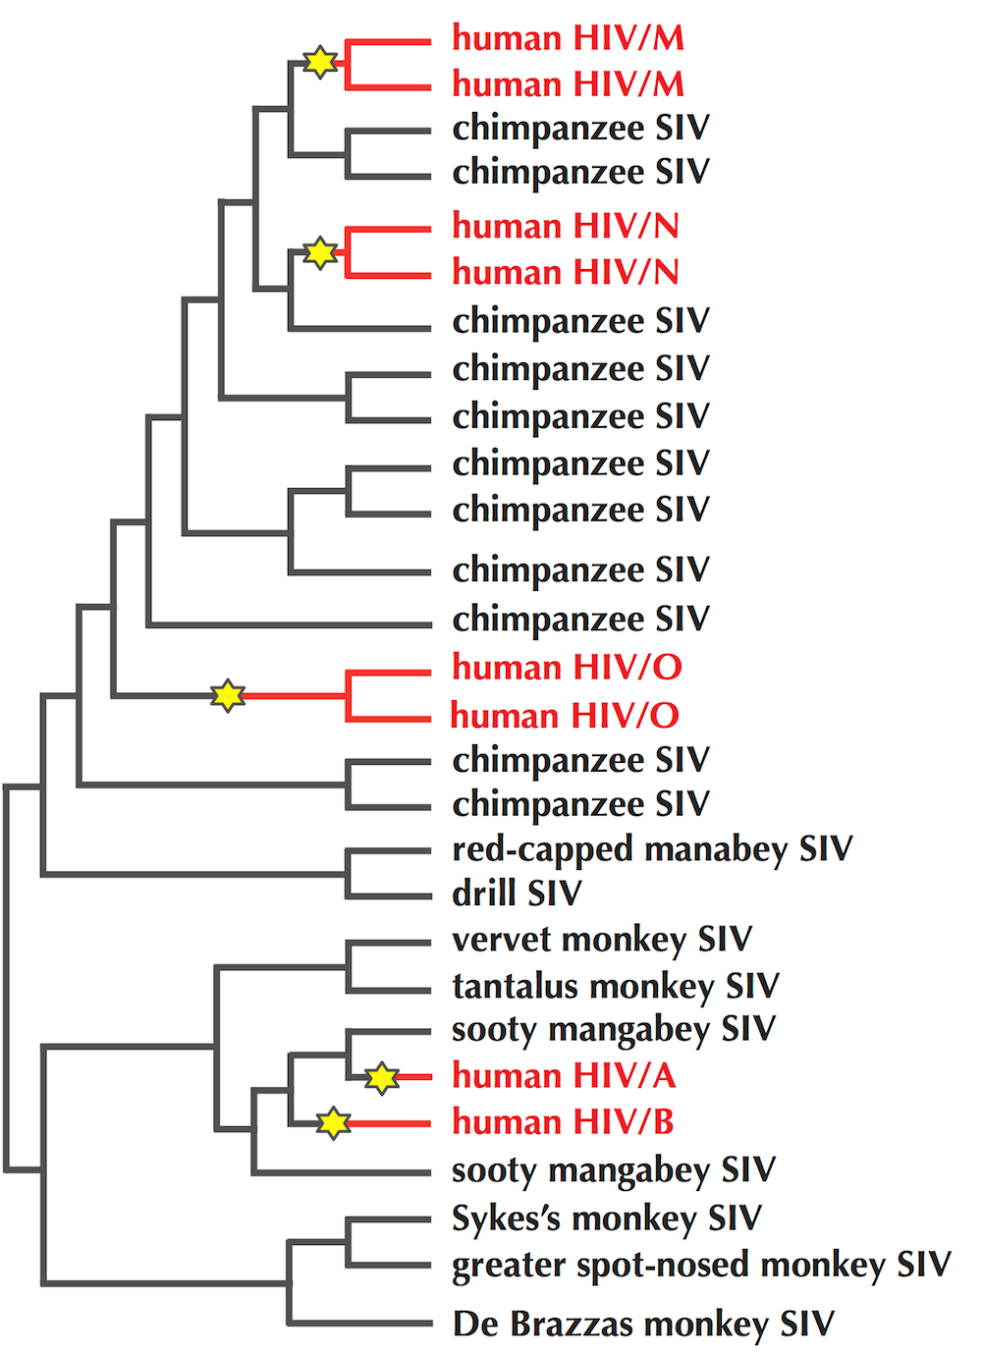 human HIV/M
human HIV/M
chimpanzee SIV
chimpanzee SIV
human HIV/N
human HIV/N
chimpanzee SIV
chimpanzee SIV
chimpanzee SIV
chimpanzee SIV
chimpanzee SIV
chimpanzee SIV
chimpanzee SIV
human HIV/O
human HIV/O
chimpanzee SIV
chimpanzee SIV
red-capped manabey SIV
drill SIV
vervet monkey SIV
tantalus monkey SIV
sooty mangabey SIV
human HIV/A
human HIV/B
sooty mangabey SIV
Sykes’s monkey SIV
greater spot-nosed monkey SIV
De Brazzas monkey SIV